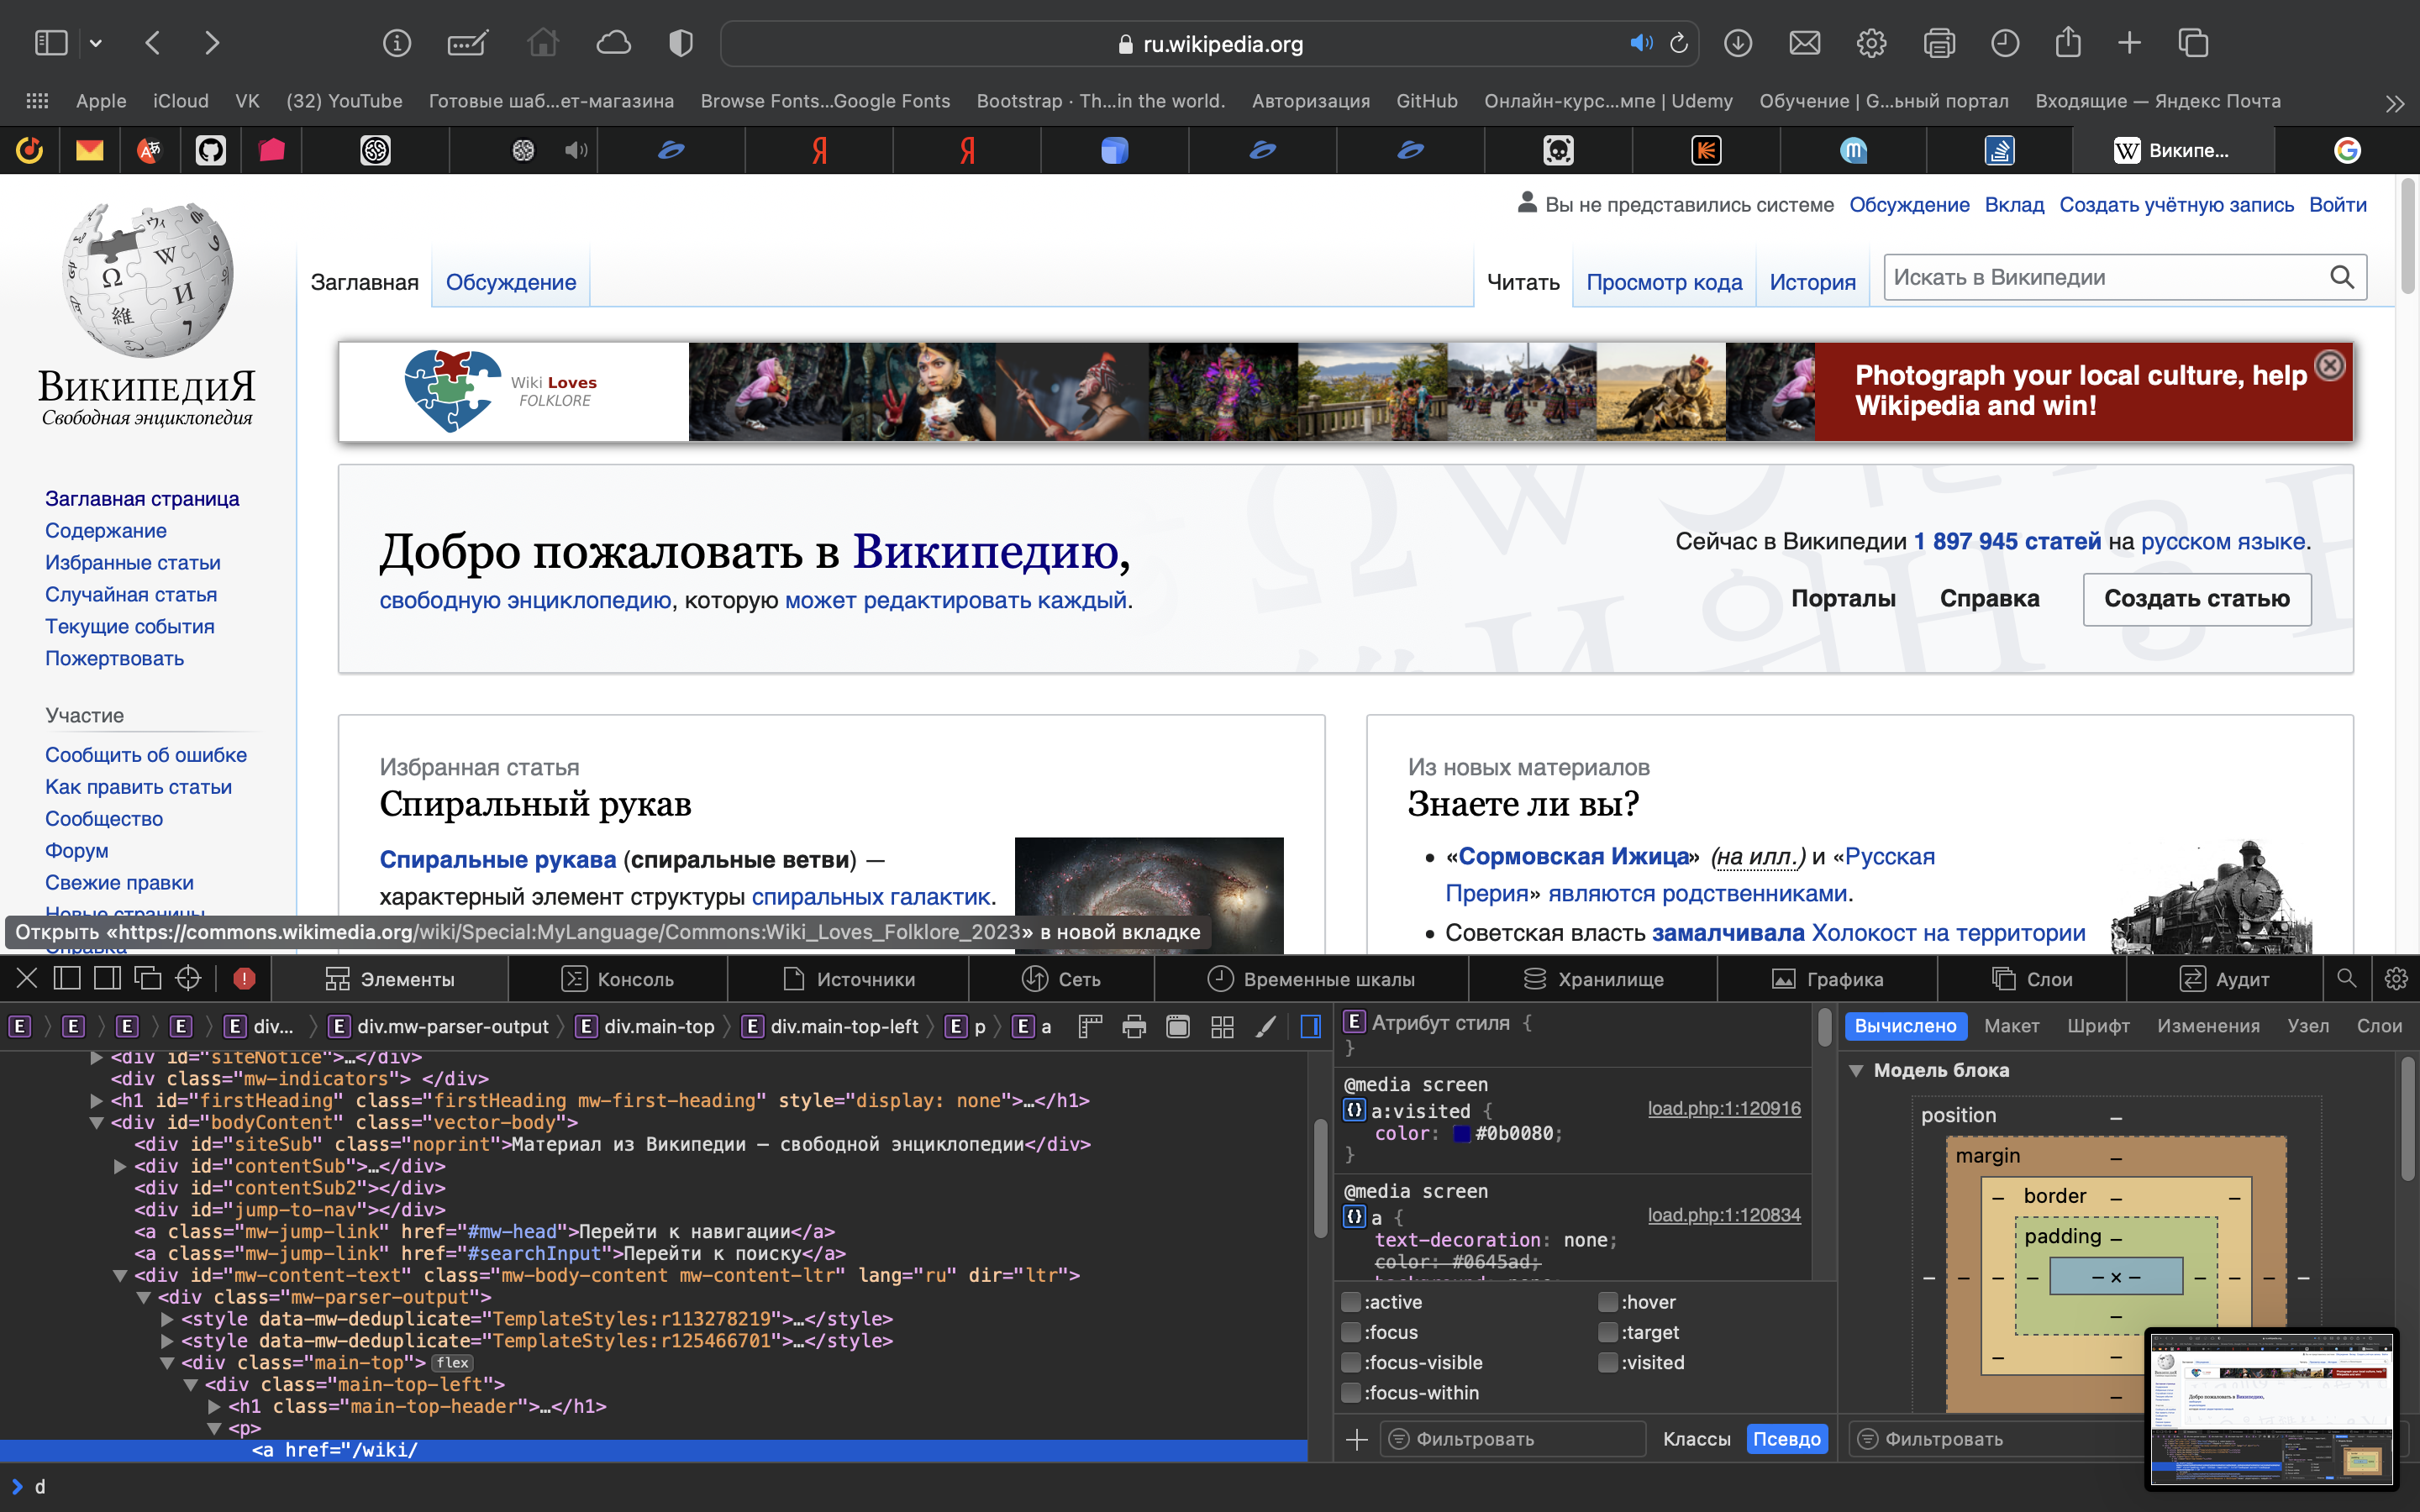 ru.wikipedia.org
Apple iCloud VK (32) YouTube Готовые шаб...ет-магазина Browse Fonts...Google Fonts Bootstrap · Th...in the world. Авторизация GitHub Онлайн-курс...мпе | Udemy Обучение | G...ьный портал Входящие — Яндекс Почта
Википе...
Вы не представились системе Обсуждение Вклад Создать учётную запись Войти
Заглавная Обсуждение Читать Просмотр кода История Искать в Википедии
ВикипедиЯ
Свободная энциклопедия
Wiki Loves
FOLKLORE
Photograph your local culture, help
Wikipedia and win!
Заглавная страница
Содержание
Избранные статьи
Случайная статья
Текущие события
Пожертвовать
Участие
Сообщить об ошибке
Как править статьи
Сообщество
Форум
Свежие правки
Новые страницы
Справка
Добро пожаловать в Википедию,
свободную энциклопедию, которую может редактировать каждый.
Сейчас в Википедии 1 897 945 статей на русском языке.
Порталы Справка Создать статью
Избранная статья
Спиральный рукав
Спиральные рукава (спиральные ветви) —
характерный элемент структуры спиральных галактик.
Из новых материалов
Знаете ли вы?
• «Сормовская Ижица» (на илл.) и «Русская
Прерия» являются родственниками.
• Советская власть замалчивала Холокост на территории
Открыть «https://commons.wikimedia.org/wiki/Special:MyLanguage/Commons:Wiki_Loves_Folklore_2023» в новой вкладке
Элементы Консоль Источники Сеть Временные шкалы Хранилище Графика Слои Аудит
E E E E E div... E div.mw-parser-output E div.main-top E div.main-top-left E p E a
<div id="siteNotice">…</div>
<div class="mw-indicators"> </div>
<h1 id="firstHeading" class="firstHeading mw-first-heading" style="display: none">…</h1>
<div id="bodyContent" class="vector-body">
<div id="siteSub" class="noprint">Материал из Википедии — свободной энциклопедии</div>
<div id="contentSub">…</div>
<div id="contentSub2"></div>
<div id="jump-to-nav"></div>
<a class="mw-jump-link" href="#mw-head">Перейти к навигации</a>
<a class="mw-jump-link" href="#searchInput">Перейти к поиску</a>
<div id="mw-content-text" class="mw-body-content mw-content-ltr" lang="ru" dir="ltr">
<div class="mw-parser-output">
<style data-mw-deduplicate="TemplateStyles:r113278219">…</style>
<style data-mw-deduplicate="TemplateStyles:r125466701">…</style>
<div class="main-top"> flex
<div class="main-top-left">
<h1 class="main-top-header">…</h1>
<p>
<a href="/wiki/
d
E Атрибут стиля {
}
@media screen
a:visited { load.php:1:120916
color: #0b0080;
}
@media screen
a { load.php:1:120834
text-decoration: none;
color: #0645ad;
background: none;
:active :hover
:focus :target
:focus-visible :visited
:focus-within
Фильтровать Классы Псевдо
Вычислено Макет Шрифт Изменения Узел Слои
Модель блока
position –
margin –
– border – –
padding –
– – – – – × – – – – –
–
– –
–
Фильтровать